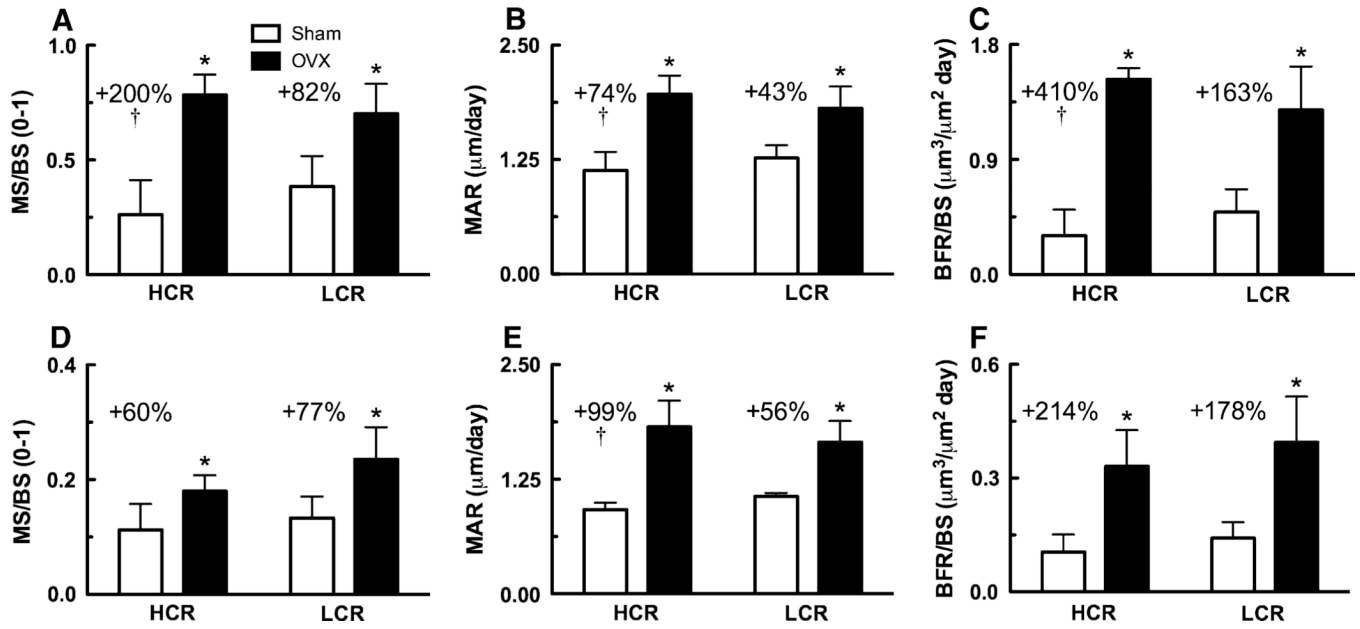 A
Sham
OVX
MS/BS (0-1)
1.0
0.5
0.0
+200%
†
*
+82%
*
HCR
LCR
B
MAR (μm/day)
2.50
1.25
0.00
+74%
†
*
+43%
*
HCR
LCR
C
BFR/BS (μm³/μm² day)
1.8
0.9
0.0
+410%
†
*
+163%
*
HCR
LCR
D
MS/BS (0-1)
0.4
0.2
0.0
+60%
*
+77%
*
HCR
LCR
E
MAR (μm/day)
2.50
1.25
0.00
+99%
†
*
+56%
*
HCR
LCR
F
BFR/BS (μm³/μm² day)
0.6
0.3
0.0
+214%
*
+178%
*
HCR
LCR